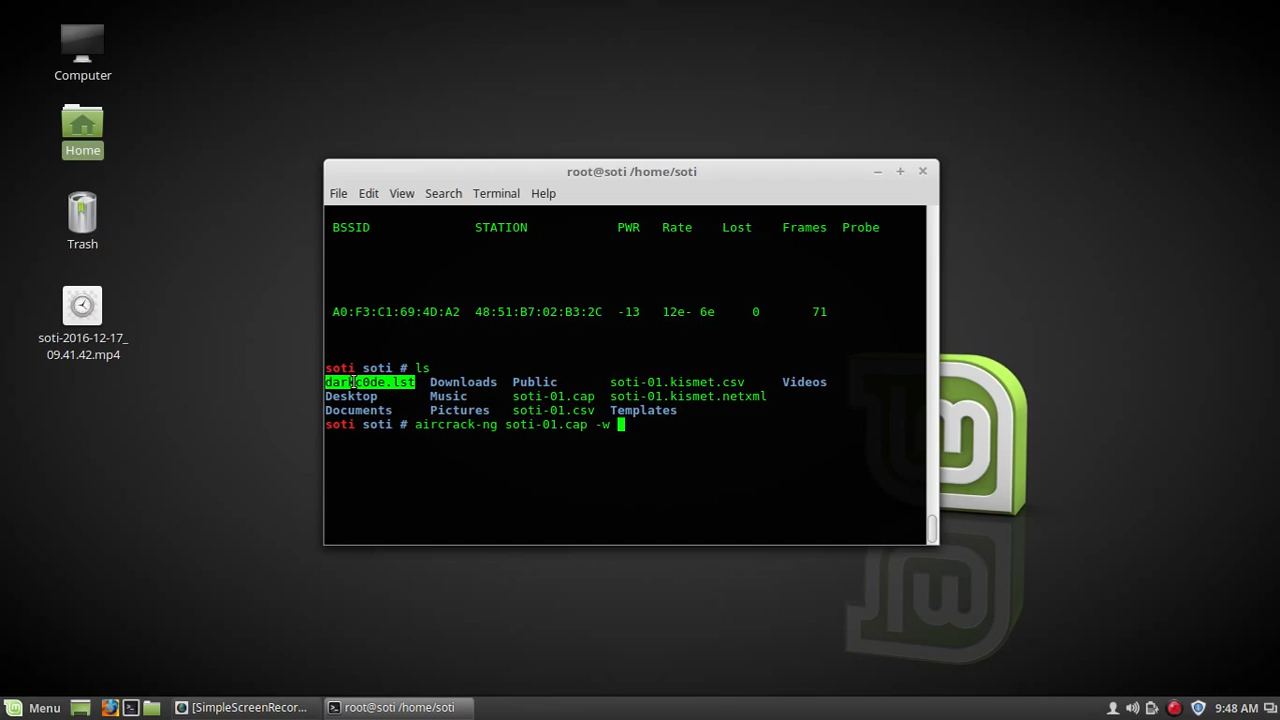 Computer
Home
Trash
soti-2016-12-17_
09.41.42.mp4
root@soti /home/soti
File Edit View Search Terminal Help
BSSID STATION PWR Rate Lost Frames Probe
A0:F3:C1:69:4D:A2 48:51:B7:02:B3:2C -13 12e- 6e 0 71
soti soti # ls
darkc0de.lst Downloads Public soti-01.kismet.csv Videos
Desktop Music soti-01.cap soti-01.kismet.netxml
Documents Pictures soti-01.csv Templates
soti soti # aircrack-ng soti-01.cap -w
Menu [SimpleScreenRecor... root@soti /home/soti 9:48 AM